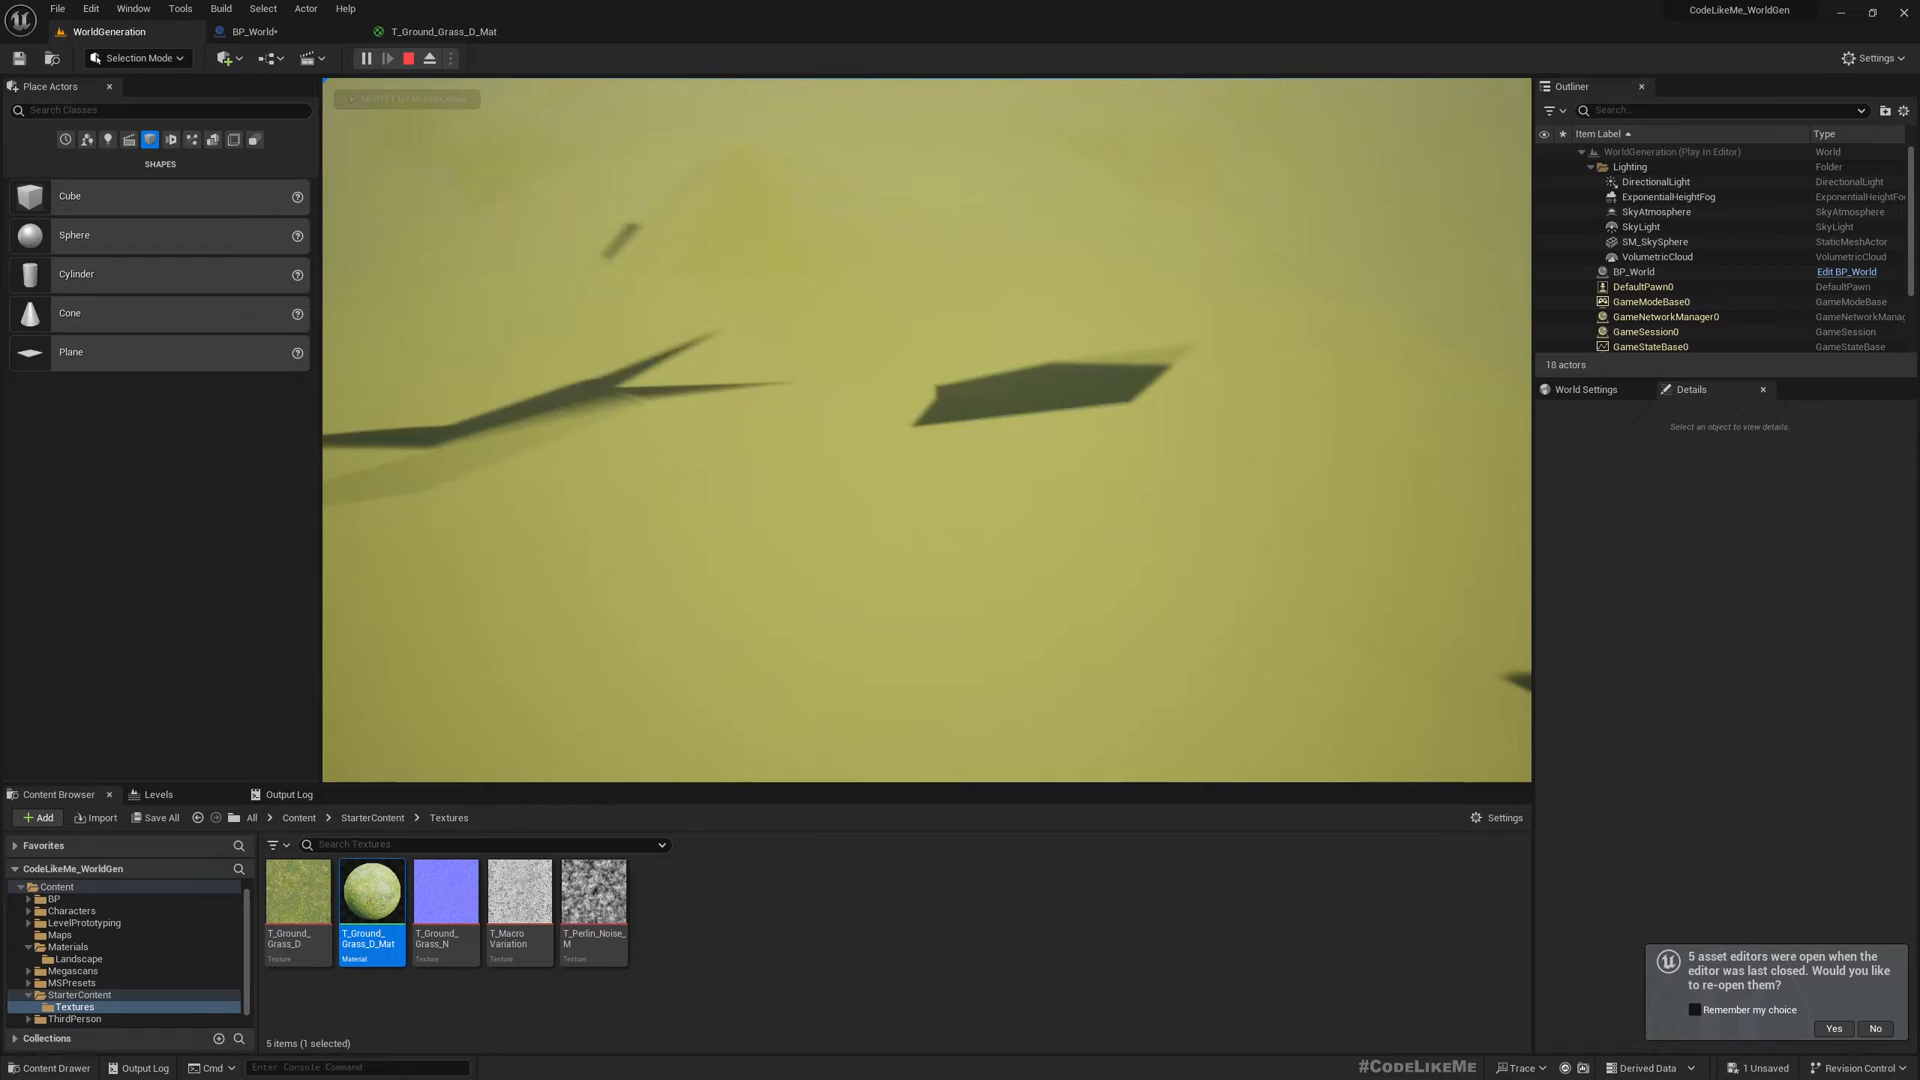 File Edit Window Tools Build Select Actor Help
CodeLikeMe_WorldGen
WorldGeneration
BP_World•
T_Ground_Grass_D_Mat
Selection Mode
Settings
Place Actors
Search Classes
SHAPES
Cube
Sphere
Cylinder
Cone
Plane
Outliner
Search...
Item Label Type
WorldGeneration (Play In Editor) World
Lighting Folder
DirectionalLight DirectionalLight
ExponentialHeightFog ExponentialHeightFo
SkyAtmosphere SkyAtmosphere
SkyLight SkyLight
SM_SkySphere StaticMeshActor
VolumetricCloud VolumetricCloud
BP_World Edit BP_World
DefaultPawn0 DefaultPawn
GameModeBase0 GameModeBase
GameNetworkManager0 GameNetworkManag
GameSession0 GameSession
GameStateBase0 GameStateBase
18 actors
World Settings Details
Select an object to view details.
Content Browser Levels Output Log
Add Import Save All All Content StarterContent Textures
Settings
Favorites
Search Textures
CodeLikeMe_WorldGen
Content
BP
Characters
LevelPrototyping
Maps
Materials
Landscape
Megascans
MSPresets
StarterContent
Textures
ThirdPerson
Collections
T_Ground_
Grass_D
Texture
T_Ground_
Grass_D_Mat
Material
T_Ground_
Grass_N
Texture
T_Macro
Variation
Texture
T_Perlin_Noise_
M
Texture
5 items (1 selected)
5 asset editors were open when the
editor was last closed. Would you like
to re-open them?
Remember my choice
Yes No
Content Drawer Output Log Cmd Enter Console Command
#CODELIKEME
Trace Derived Data 1 Unsaved Revision Control